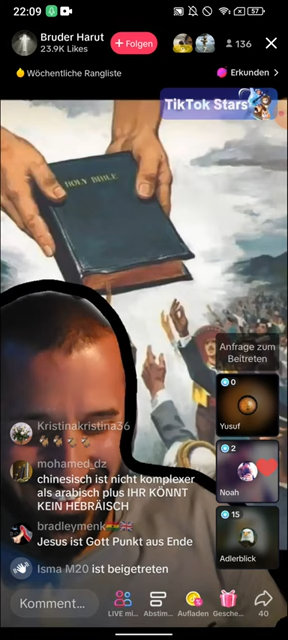 22:09
57
Bruder Harut
23.9K Likes
+ Folgen
136
Wöchentliche Rangliste
Erkunden >
TikTok Stars
HOLY BIBLE
Anfrage zum
Beitreten
0
Yusuf
2
Noah
15
Adlerblick
Kristinakristina36
mohamed_dz
chinesisch ist nicht komplexer
als arabisch plus IHR KÖNNT
KEIN HEBRÄISCH
bradleymenk
Jesus ist Gott Punkt aus Ende
Isma M20 ist beigetreten
Komment...
LIVE mi...
Abstim...
Aufladen
Gesche...
40